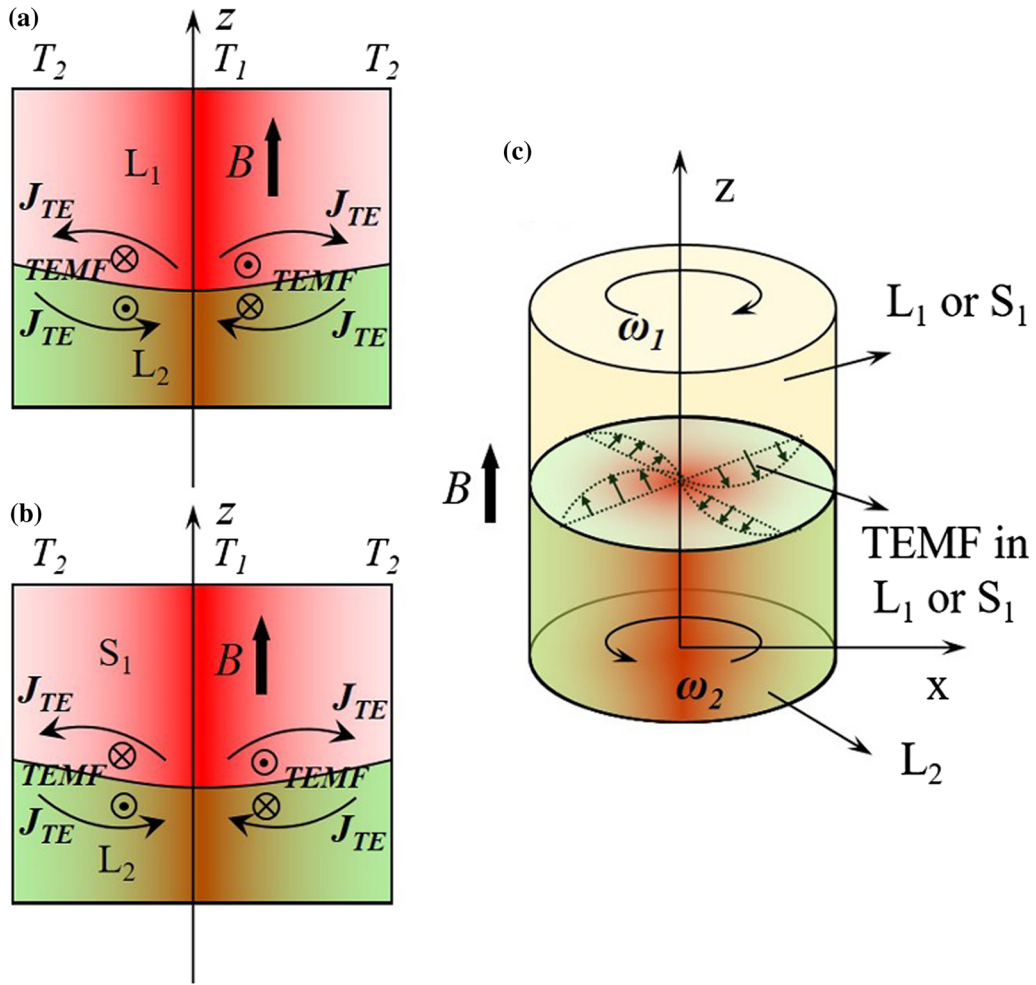 (a)
z
T2 T1 T2
L1 B
JTE JTE
TEMF TEMF
JTE JTE
L2
(b)
z
T2 T1 T2
S1 B
JTE JTE
TEMF TEMF
JTE JTE
L2
(c)
z
ω1
L1 or S1
B
TEMF in
L1 or S1
x
ω2
L2